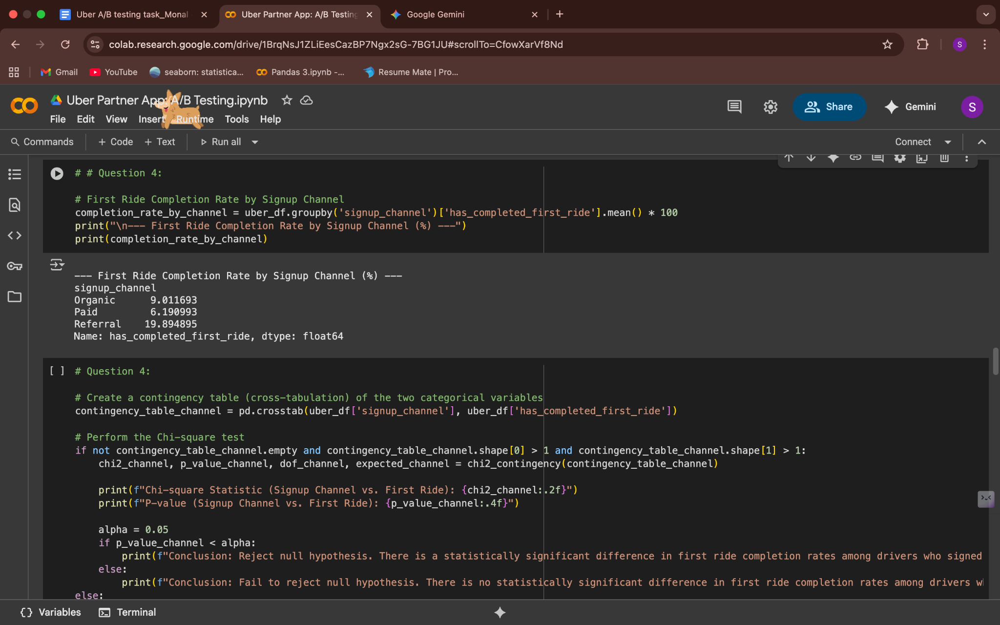 Uber A/B testing task_Monal
Uber Partner App: A/B Testing
Google Gemini
colab.research.google.com/drive/1BrqNsJ1ZLiEesCazBP7Ngx2sG-7BG1JU#scrollTo=CfowXarVf8Nd
S
Gmail
YouTube
seaborn: statistica...
Pandas 3.ipynb -...
Resume Mate | Pro...
Uber Partner App: A/B Testing.ipynb
File Edit View Insert Runtime Tools Help
Share
Gemini
S
Commands
+ Code + Text
Run all
Connect
# # Question 4:
# First Ride Completion Rate by Signup Channel
completion_rate_by_channel = uber_df.groupby('signup_channel')['has_completed_first_ride'].mean() * 100
print("\n--- First Ride Completion Rate by Signup Channel (%) ---")
print(completion_rate_by_channel)
--- First Ride Completion Rate by Signup Channel (%) ---
signup_channel
Organic      9.011693
Paid         6.190993
Referral    19.894895
Name: has_completed_first_ride, dtype: float64
[ ] # Question 4:
# Create a contingency table (cross-tabulation) of the two categorical variables
contingency_table_channel = pd.crosstab(uber_df['signup_channel'], uber_df['has_completed_first_ride'])
# Perform the Chi-square test
if not contingency_table_channel.empty and contingency_table_channel.shape[0] > 1 and contingency_table_channel.shape[1] > 1:
    chi2_channel, p_value_channel, dof_channel, expected_channel = chi2_contingency(contingency_table_channel)
    print(f"Chi-square Statistic (Signup Channel vs. First Ride): {chi2_channel:.2f}")
    print(f"P-value (Signup Channel vs. First Ride): {p_value_channel:.4f}")
    alpha = 0.05
    if p_value_channel < alpha:
        print(f"Conclusion: Reject null hypothesis. There is a statistically significant difference in first ride completion rates among drivers who signed
    else:
        print(f"Conclusion: Fail to reject null hypothesis. There is no statistically significant difference in first ride completion rates among drivers
else:
Variables
Terminal